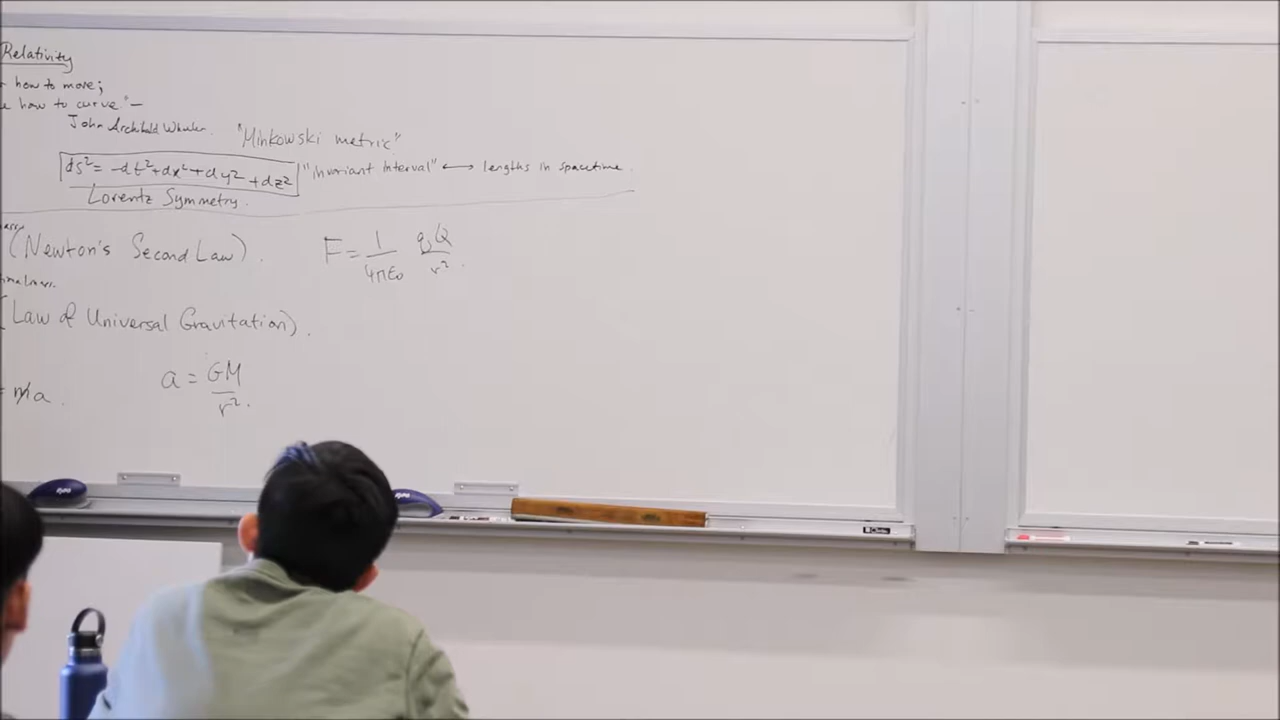 Relativity
how to move;
how to curve"-
John Archibald Wheeler.
"Minkowski metric"
ds² = -dt²+dx²+dy²+dz²
"Invariant Interval" ⟷ lengths in spacetime.
Lorentz Symmetry.
(Newton's Second Law).
F = 1/4πε₀ qQ/r².
(Law of Universal Gravitation).
= ma.
a = GM/r².
expo
expo